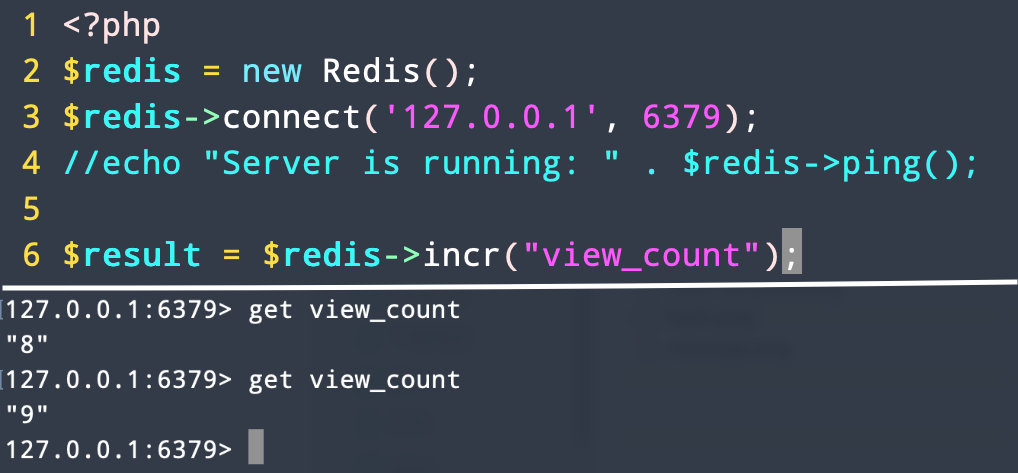 1 <?php
2 $redis = new Redis();
3 $redis->connect('127.0.0.1', 6379);
4 //echo "Server is running: " . $redis->ping();
5
6 $result = $redis->incr("view_count");
127.0.0.1:6379> get view_count
"8"
127.0.0.1:6379> get view_count
"9"
127.0.0.1:6379>